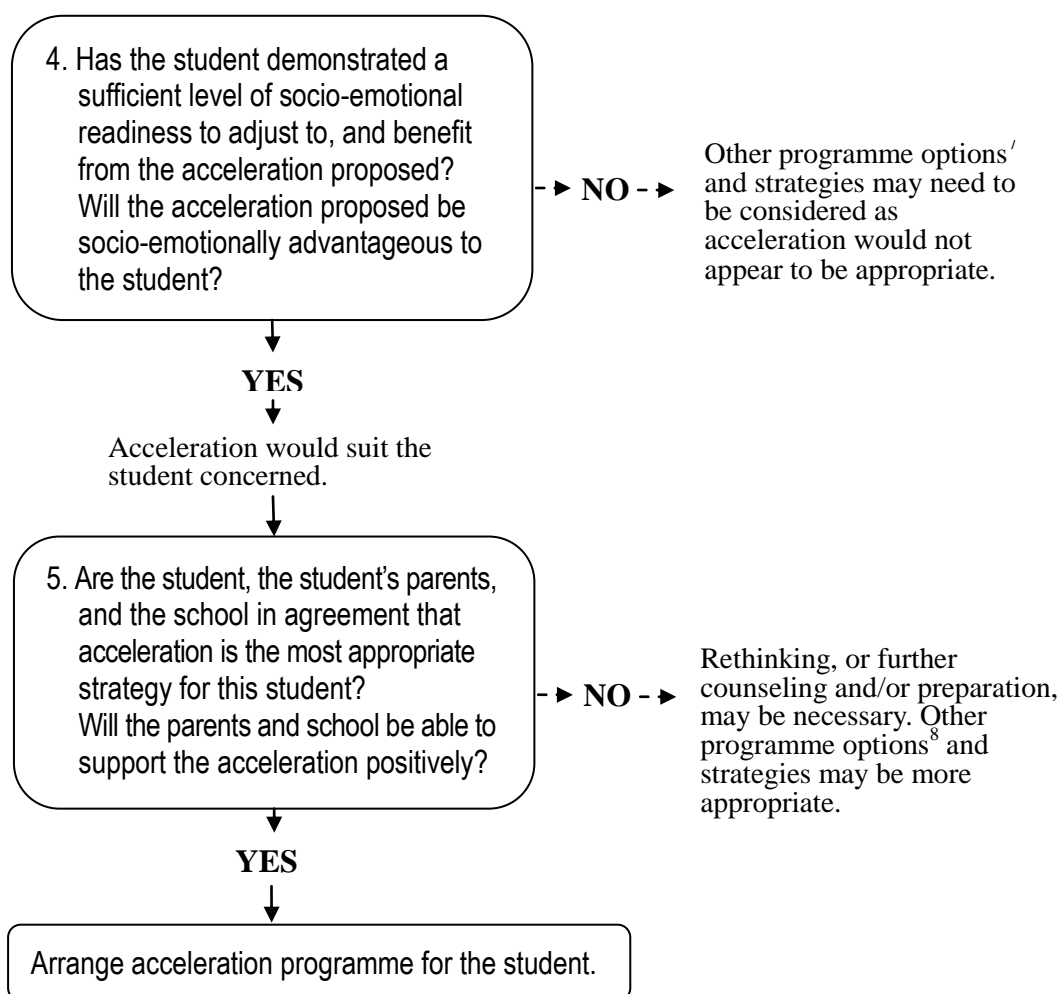 4. Has the student demonstrated a
sufficient level of socio-emotional
readiness to adjust to, and benefit
from the acceleration proposed?
Will the acceleration proposed be
socio-emotionally advantageous to
the student?
NO
Other programme options
and strategies may need to
be considered as
acceleration would not
appear to be appropriate.
YES
Acceleration would suit the
student concerned.
5. Are the student, the student’s parents,
and the school in agreement that
acceleration is the most appropriate
strategy for this student?
Will the parents and school be able to
support the acceleration positively?
NO
Rethinking, or further
counseling and/or preparation,
may be necessary. Other
programme options⁸ and
strategies may be more
appropriate.
YES
Arrange acceleration programme for the student.